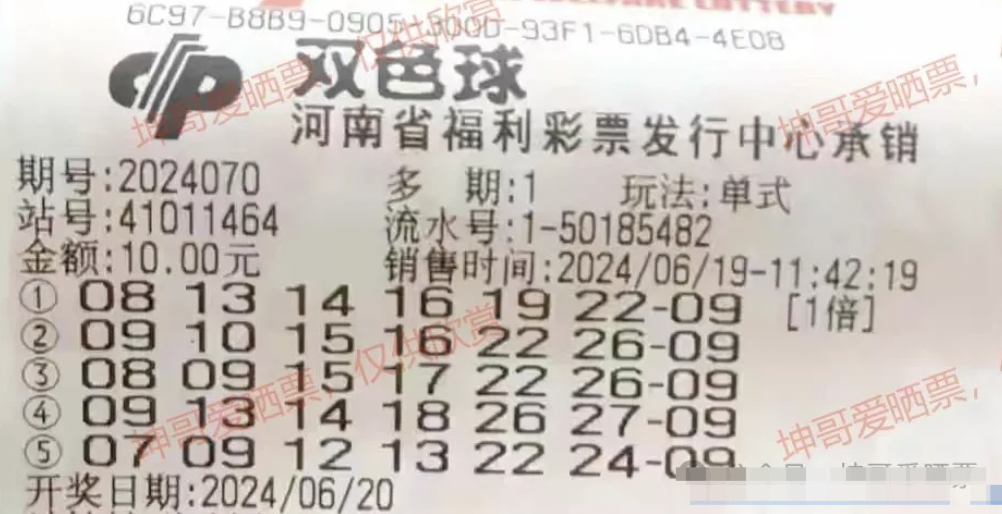 6C97-B8B9-0905-300D-93F1-6DB4-4E08
双色球
河南省福利彩票发行中心承销
期号:2024070 多 期:1 玩法:单式
站号:41011464 流水号:1-50185482
金额:10.00元 销售时间:2024/06/19-11:42:19
① 08 13 14 16 19 22-09 [1倍]
② 09 10 15 16 22 26-09
③ 08 09 15 17 22 26-09
④ 09 13 14 18 26 27-09
⑤ 07 09 12 13 22 24-09
开奖日期:2024/06/20
坤哥爱晒票,仅供欣赏
坤哥爱晒票,仅供欣赏
坤哥爱晒票,
坤哥爱晒票,